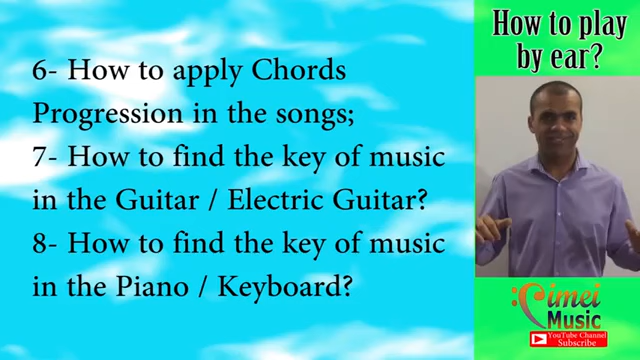 6- How to apply Chords
Progression in the songs;
7- How to find the key of music
in the Guitar / Electric Guitar?
8- How to find the key of music
in the Piano / Keyboard?
How to play
by ear?
Cimei
Music
YouTube Channel
Subscribe